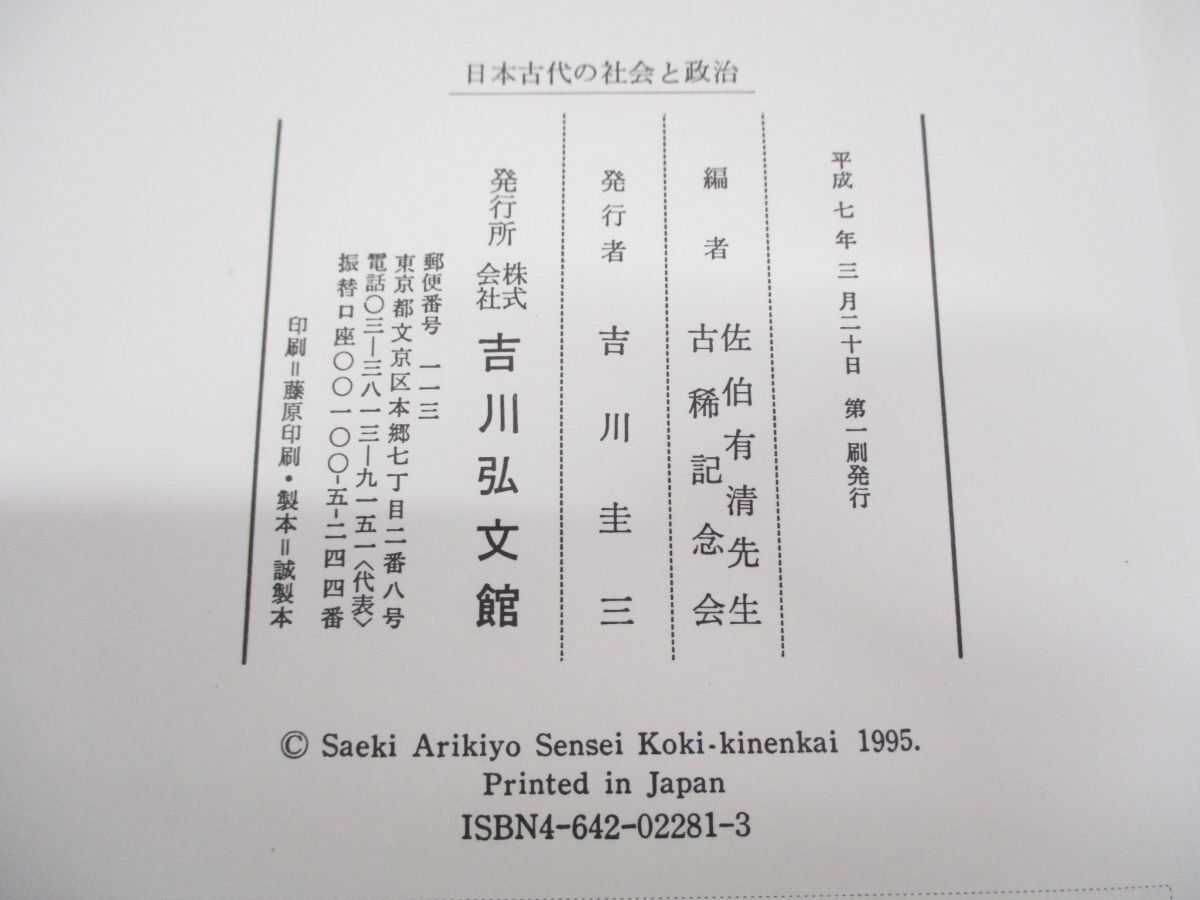 日本古代の社会と政治
平成七年三月二十日 第一刷発行
編者 佐伯有清先生
古稀記念会
発行者 吉川圭三
発行所 株式会社 吉川弘文館
郵便番号 一一三
東京都文京区本郷七丁目二番八号
電話〇三―三八一三―九一五一〈代表〉
振替口座〇〇一〇〇-五-二四四番
印刷=藤原印刷・製本=誠製本
© Saeki Arikiyo Sensei Koki-kinenkai 1995.
Printed in Japan
ISBN4-642-02281-3